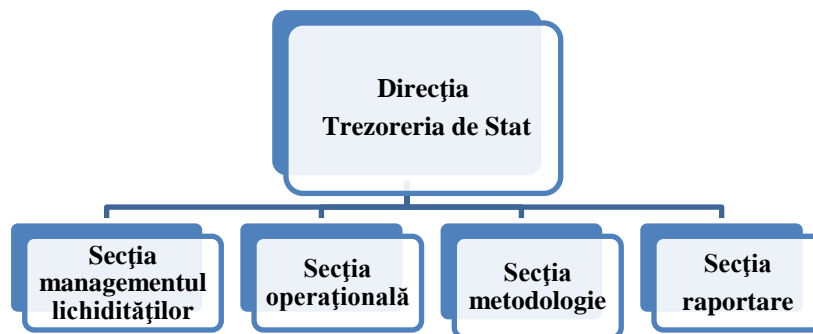 Direcţia
Trezoreria de Stat
Secţia
managementul
lichidităţilor
Secţia
operaţională
Secţia
metodologie
Secţia
raportare